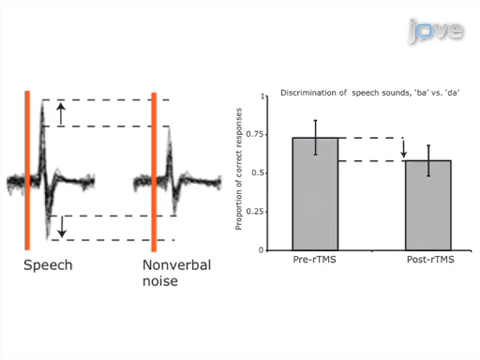 jove
Discrimination of speech sounds, 'ba' vs. 'da'
1
0.75
0.5
0.25
0
Proportion of correct responses
Pre-rTMS
Post-rTMS
Speech
Nonverbal
noise